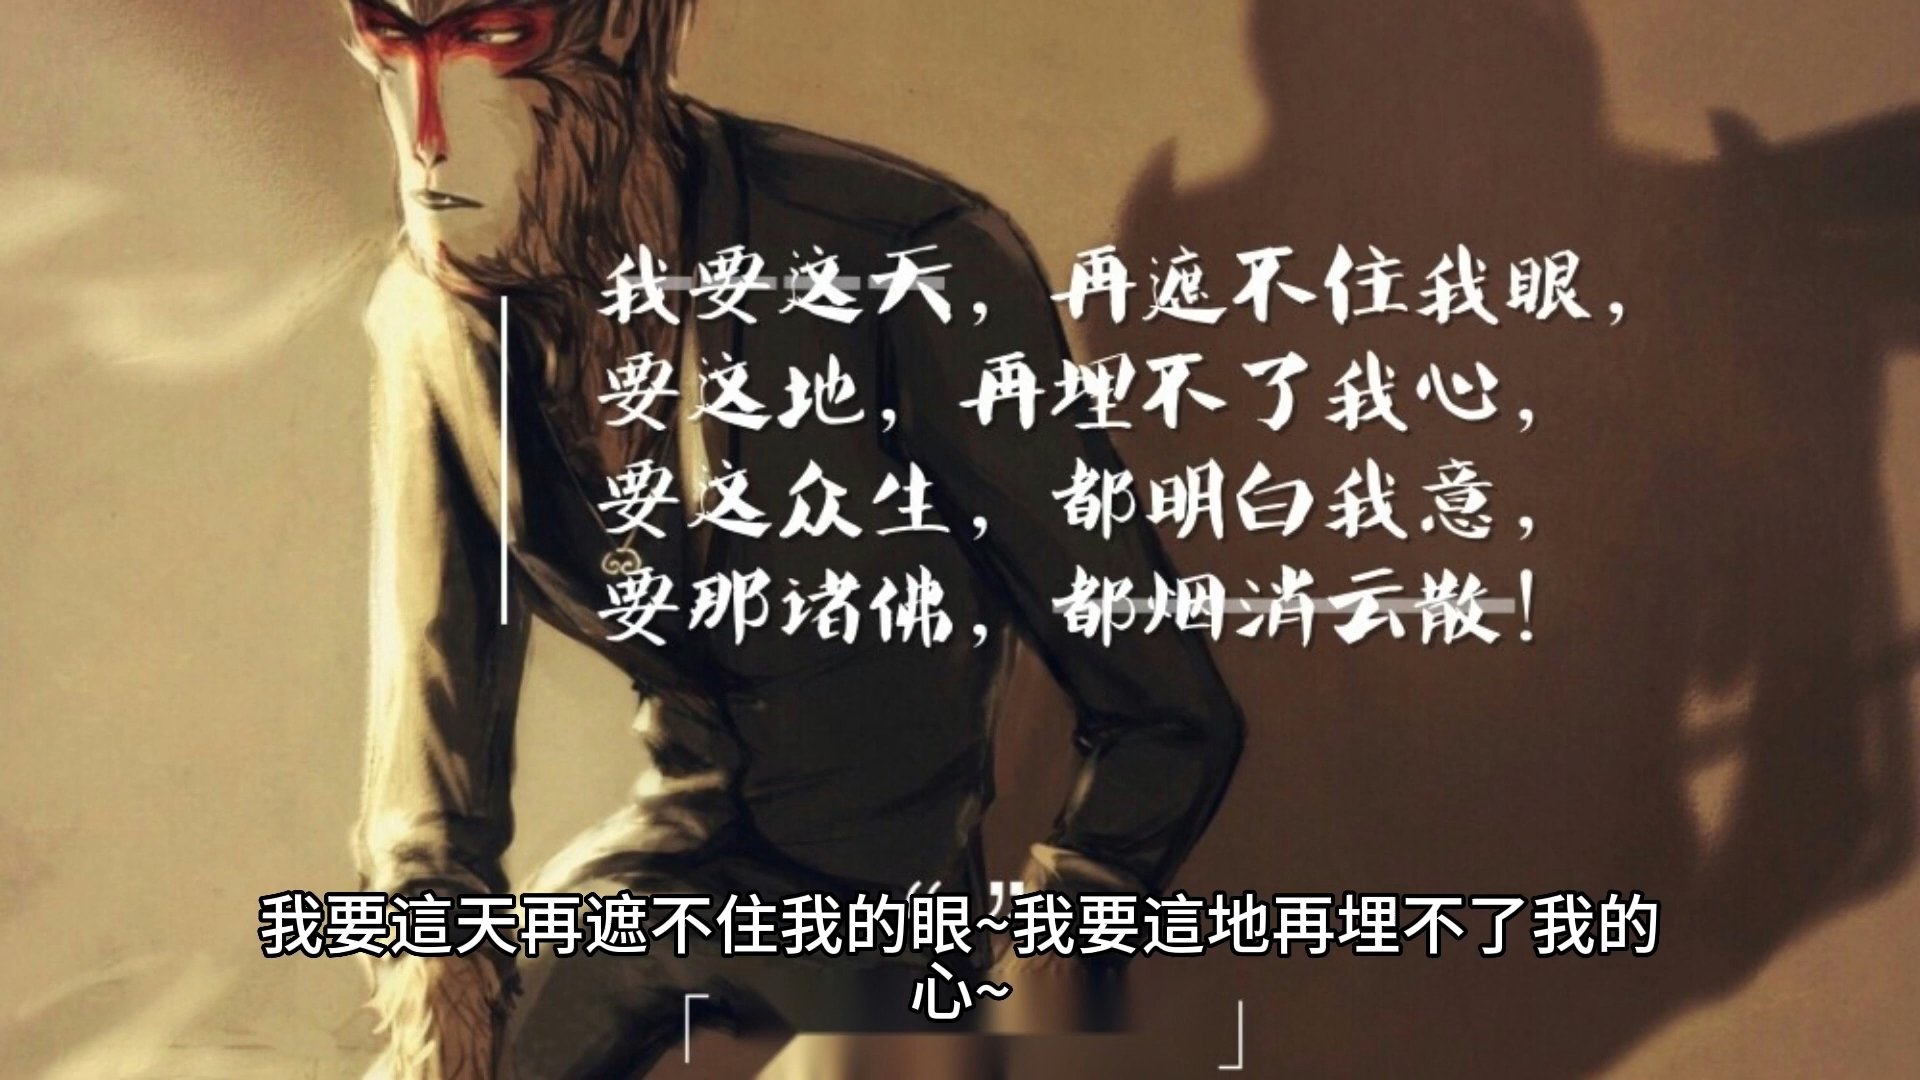 我要这天，再遮不住我眼，
要这地，再埋不了我心，
要这众生，都明白我意，
要那诸佛，都烟消云散！
“ ”
我要這天再遮不住我的眼~我要這地再埋不了我的
心~
「 」